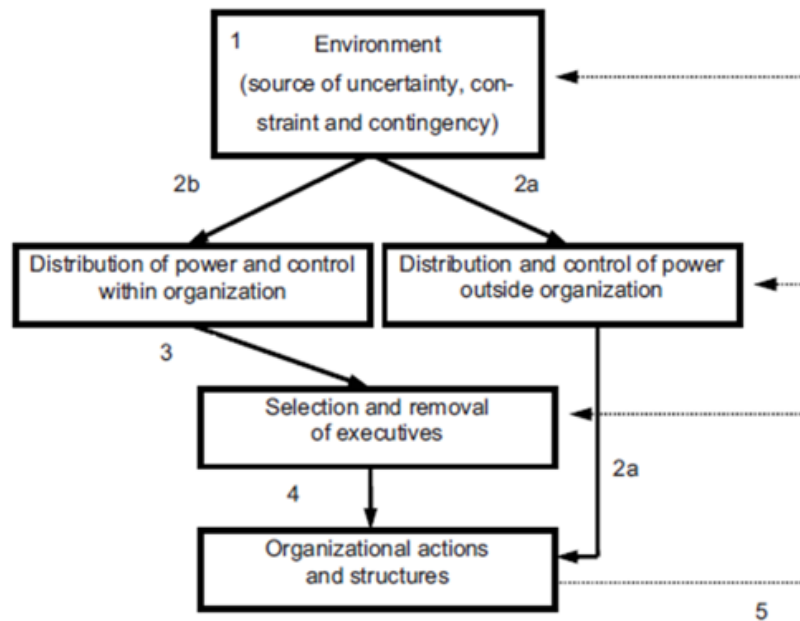 1
Environment
(source of uncertainty, con-
straint and contingency)
2b
2a
Distribution of power and control
within organization
Distribution and control of power
outside organization
3
Selection and removal
of executives
2a
4
Organizational actions
and structures
5